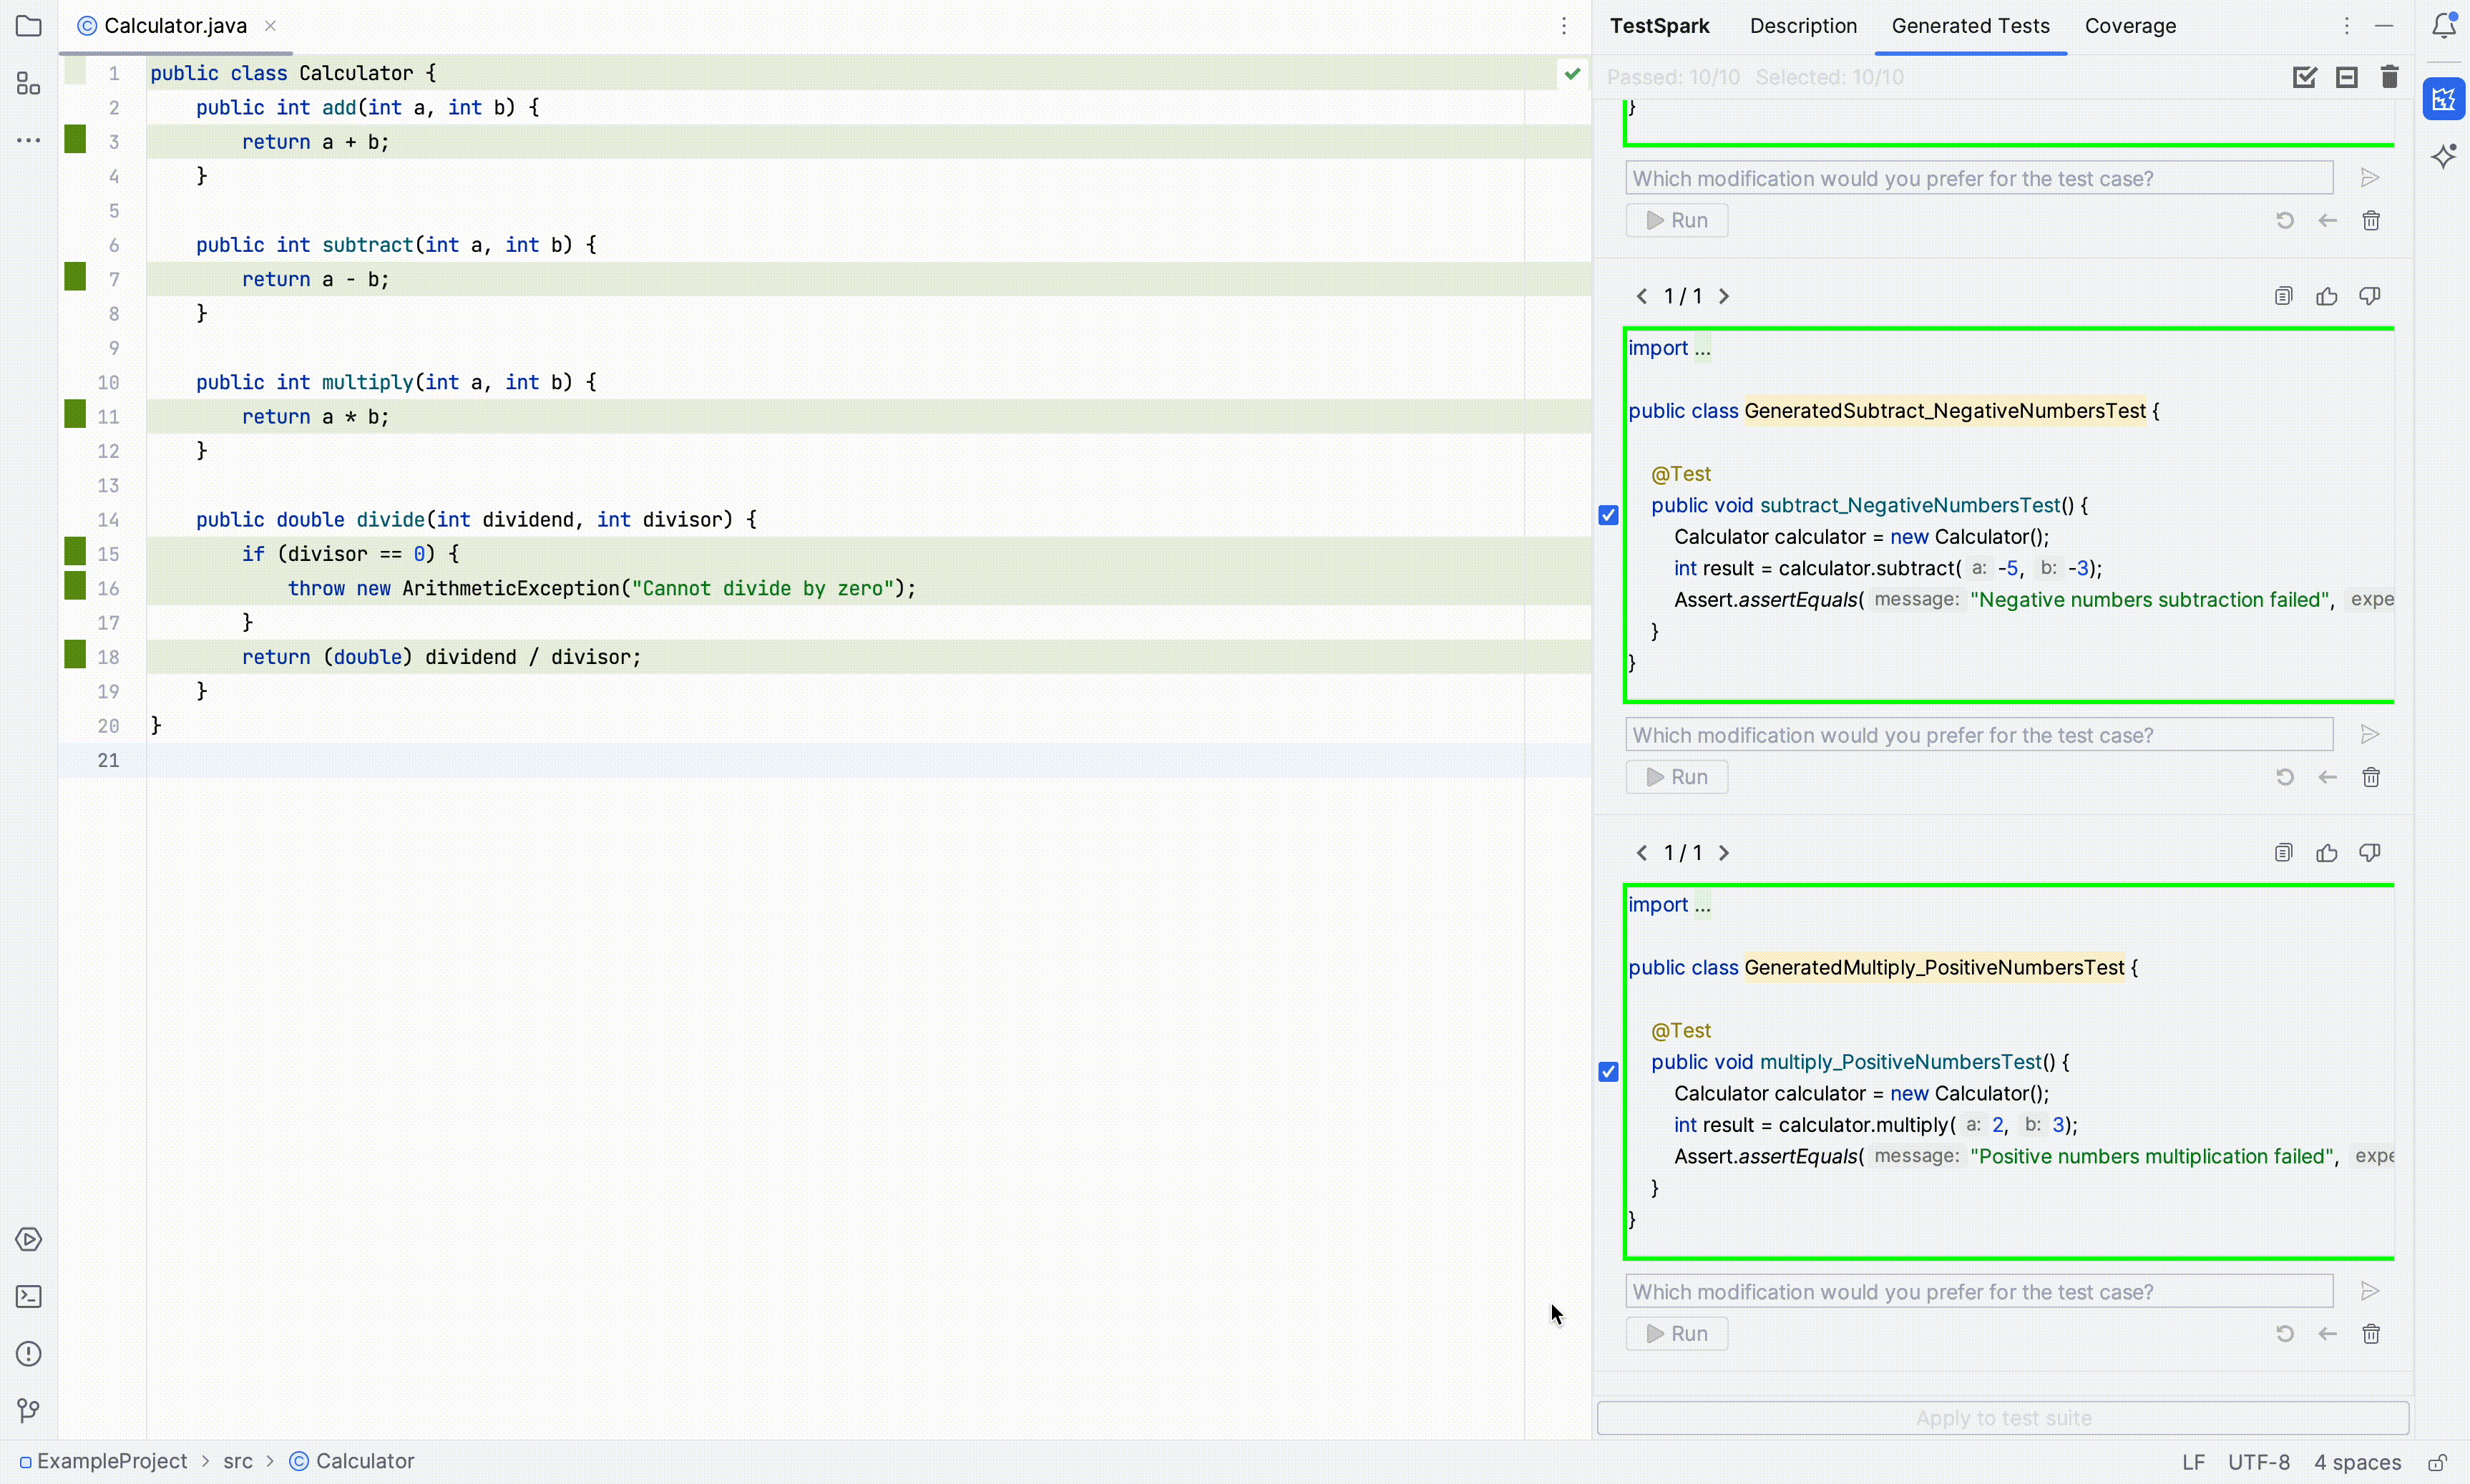 Calculator.java
1 public class Calculator {
2 public int add(int a, int b) {
3 return a + b;
4 }
5
6 public int subtract(int a, int b) {
7 return a - b;
8 }
9
10 public int multiply(int a, int b) {
11 return a * b;
12 }
13
14 public double divide(int dividend, int divisor) {
15 if (divisor == 0) {
16 throw new ArithmeticException("Cannot divide by zero");
17 }
18 return (double) dividend / divisor;
19 }
20 }
21
TestSpark Description Generated Tests Coverage
Passed: 10/10 Selected: 10/10
}
Which modification would you prefer for the test case?
Run
1 / 1
import ...
public class GeneratedSubtract_NegativeNumbersTest {
@Test
public void subtract_NegativeNumbersTest() {
Calculator calculator = new Calculator();
int result = calculator.subtract( a: -5, b: -3);
Assert.assertEquals( message: "Negative numbers subtraction failed", expe
}
}
Which modification would you prefer for the test case?
Run
1 / 1
import ...
public class GeneratedMultiply_PositiveNumbersTest {
@Test
public void multiply_PositiveNumbersTest() {
Calculator calculator = new Calculator();
int result = calculator.multiply( a: 2, b: 3);
Assert.assertEquals( message: "Positive numbers multiplication failed", expe
}
}
Which modification would you prefer for the test case?
Run
Apply to test suite
ExampleProject > src > Calculator
LF UTF-8 4 spaces